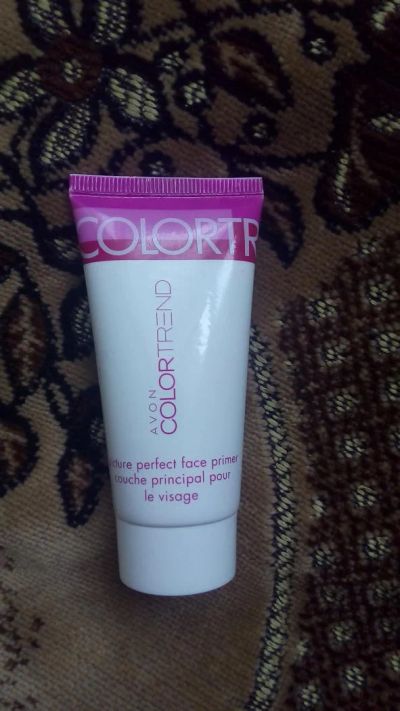 COLORTR
AVON
COLORTREND
cture perfect face primer
couche principal pour
le visage